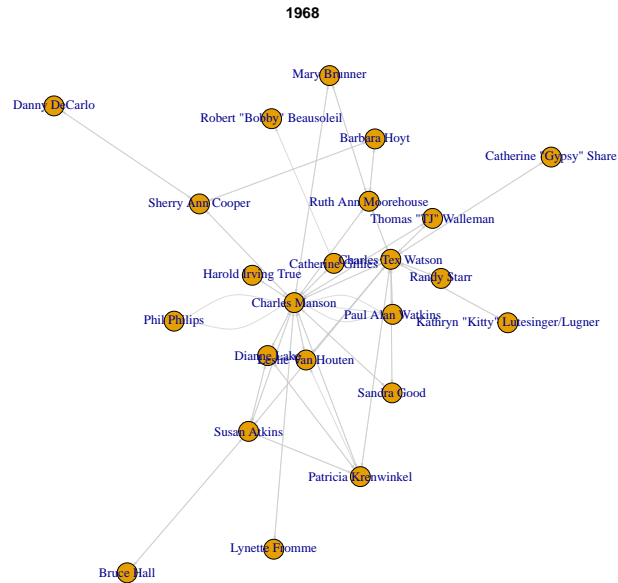 1968
Mary Brunner
Danny DeCarlo
Robert "Bobby" Beausoleil
Barbara Hoyt
Catherine "Gypsy" Share
Sherry Ann Cooper
Ruth Ann Moorehouse
Thomas "TJ" Walleman
Charles Tex Watson
Catherine Gillies
Harold Irving True
Randy Starr
Charles Manson
Paul Alan Watkins
Phil Philips
Kathryn "Kitty" Lutesinger/Lugner
Dianne Lake
Leslie Van Houten
Sandra Good
Susan Atkins
Patricia Krenwinkel
Lynette Fromme
Bruce Hall